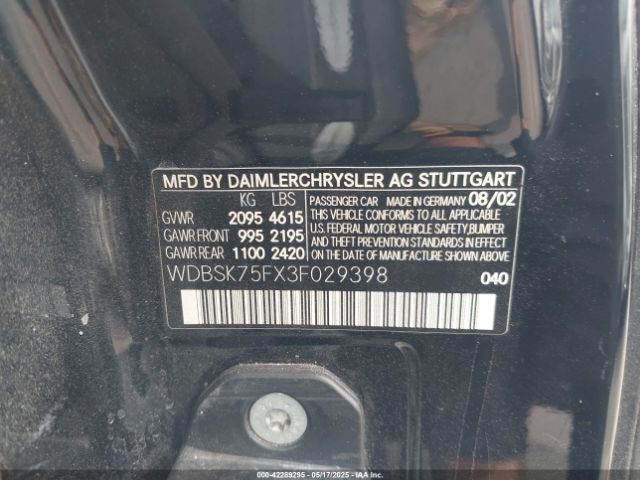 MFD BY DAIMLERCHRYSLER AG STUTTGART
KG LBS
GVWR 2095 4615
GAWR FRONT 995 2195
GAWR REAR 1100 2420
PASSENGER CAR MADE IN GERMANY 08/02
THIS VEHICLE CONFORMS TO ALL APPLICABLE
U.S. FEDERAL MOTOR VEHICLE SAFETY, BUMPER,
AND THEFT PREVENTION STANDARDS IN EFFECT
ON THE DATE OF MANUFACTURE SHOWN ABOVE.
WDBSK75FX3F029398 040
000-42289295 - 05/17/2025 - IAAI.COM